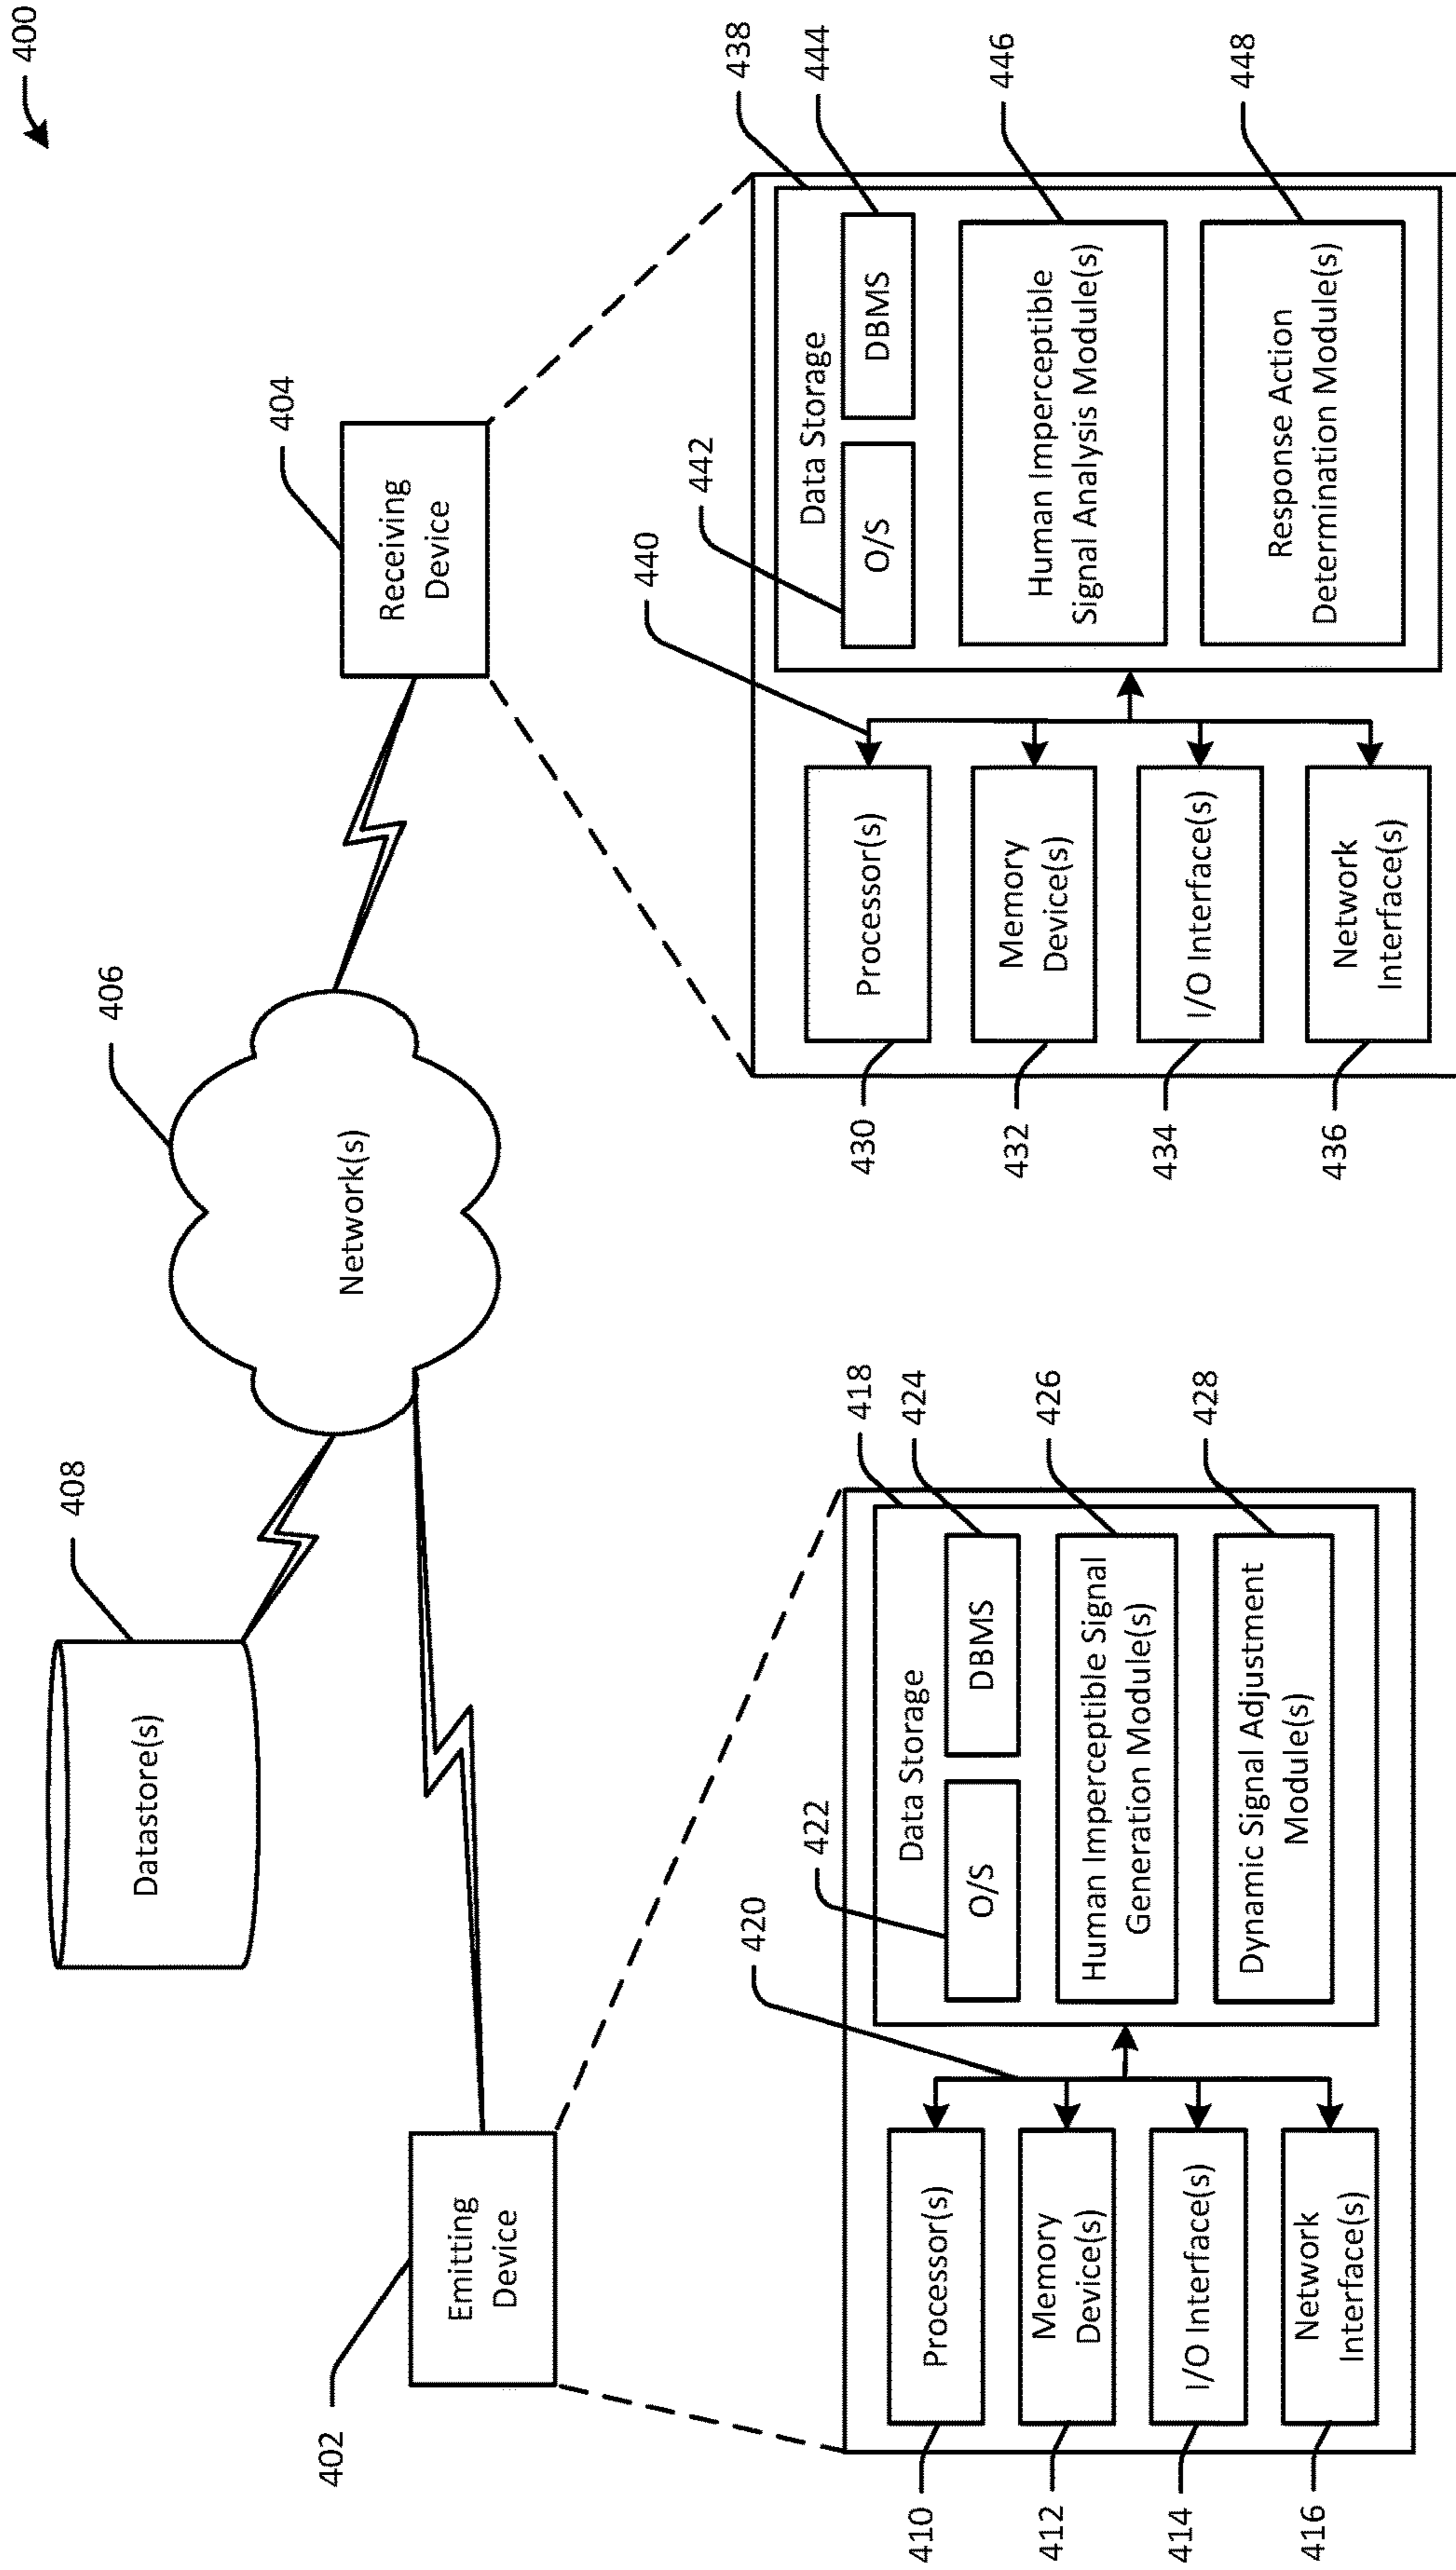 400
408
Datastore(s)
406
Network(s)
404
Receiving
Device
402
Emitting
Device
410
Processor(s)
412
Memory
Device(s)
414
I/O Interface(s)
416
Network
Interface(s)
420
422
418
Data Storage
O/S
DBMS
424
Human Imperceptible Signal
Generation Module(s)
426
Dynamic Signal Adjustment
Module(s)
428
430
Processor(s)
432
Memory
Device(s)
434
I/O Interface(s)
436
Network
Interface(s)
440
442
438
Data Storage
O/S
DBMS
444
Human Imperceptible
Signal Analysis Module(s)
446
Response Action
Determination Module(s)
448